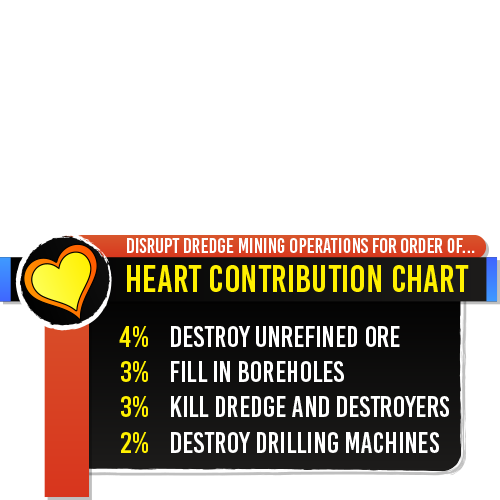 DISRUPT DREDGE MINING OPERATIONS FOR ORDER OF...
HEART CONTRIBUTION CHART
4% DESTROY UNREFINED ORE
3% FILL IN BOREHOLES
3% KILL DREDGE AND DESTROYERS
2% DESTROY DRILLING MACHINES